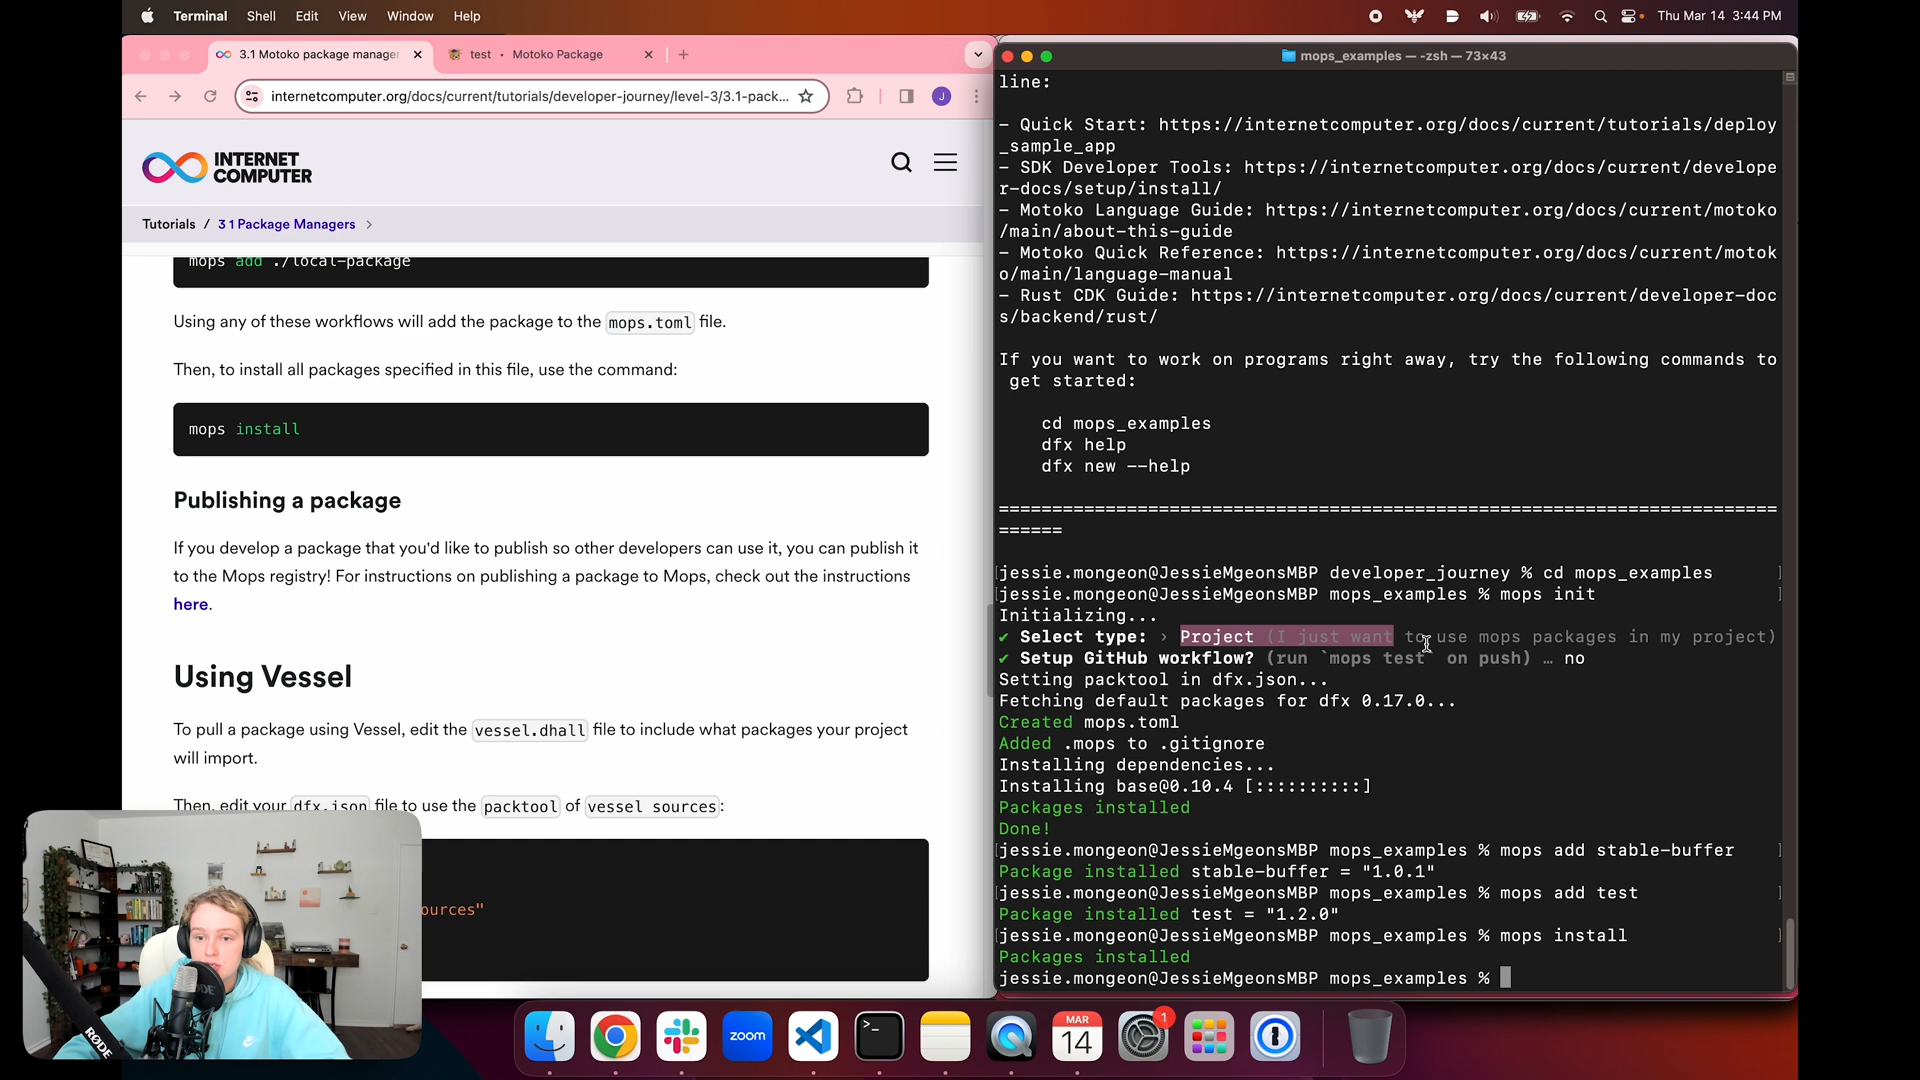 Terminal Shell Edit View Window Help
Thu Mar 14 3:44 PM
3.1 Motoko package manager
test • Motoko Package
internetcomputer.org/docs/current/tutorials/developer-journey/level-3/3.1-pack...
J
INTERNET
COMPUTER
Tutorials / 3 1 Package Managers >
mops add ./local-package
Using any of these workflows will add the package to the mops.toml file.
Then, to install all packages specified in this file, use the command:
mops install
Publishing a package
If you develop a package that you'd like to publish so other developers can use it, you can publish it
to the Mops registry! For instructions on publishing a package to Mops, check out the instructions
here.
Using Vessel
To pull a package using Vessel, edit the vessel.dhall file to include what packages your project
will import.
Then, edit your dfx.json file to use the packtool of vessel sources:
ources"
mops_examples — -zsh — 73×43
line:
- Quick Start: https://internetcomputer.org/docs/current/tutorials/deploy
_sample_app
- SDK Developer Tools: https://internetcomputer.org/docs/current/develope
r-docs/setup/install/
- Motoko Language Guide: https://internetcomputer.org/docs/current/motoko
/main/about-this-guide
- Motoko Quick Reference: https://internetcomputer.org/docs/current/motok
o/main/language-manual
- Rust CDK Guide: https://internetcomputer.org/docs/current/developer-doc
s/backend/rust/
If you want to work on programs right away, try the following commands to
get started:
cd mops_examples
dfx help
dfx new --help
=========================================================================
======
[jessie.mongeon@JessieMgeonsMBP developer_journey % cd mops_examples ]
[jessie.mongeon@JessieMgeonsMBP mops_examples % mops init ]
Initializing...
✔ Select type: › Project (I just want to use mops packages in my project)
✔ Setup GitHub workflow? (run `mops test` on push) … no
Setting packtool in dfx.json...
Fetching default packages for dfx 0.17.0...
Created mops.toml
Added .mops to .gitignore
Installing dependencies...
Installing base@0.10.4 [::::::::::]
Packages installed
Done!
[jessie.mongeon@JessieMgeonsMBP mops_examples % mops add stable-buffer ]
Package installed stable-buffer = "1.0.1"
[jessie.mongeon@JessieMgeonsMBP mops_examples % mops add test ]
Package installed test = "1.2.0"
[jessie.mongeon@JessieMgeonsMBP mops_examples % mops install ]
Packages installed
jessie.mongeon@JessieMgeonsMBP mops_examples %
RØDE
zoom
>_
MAR
14
1